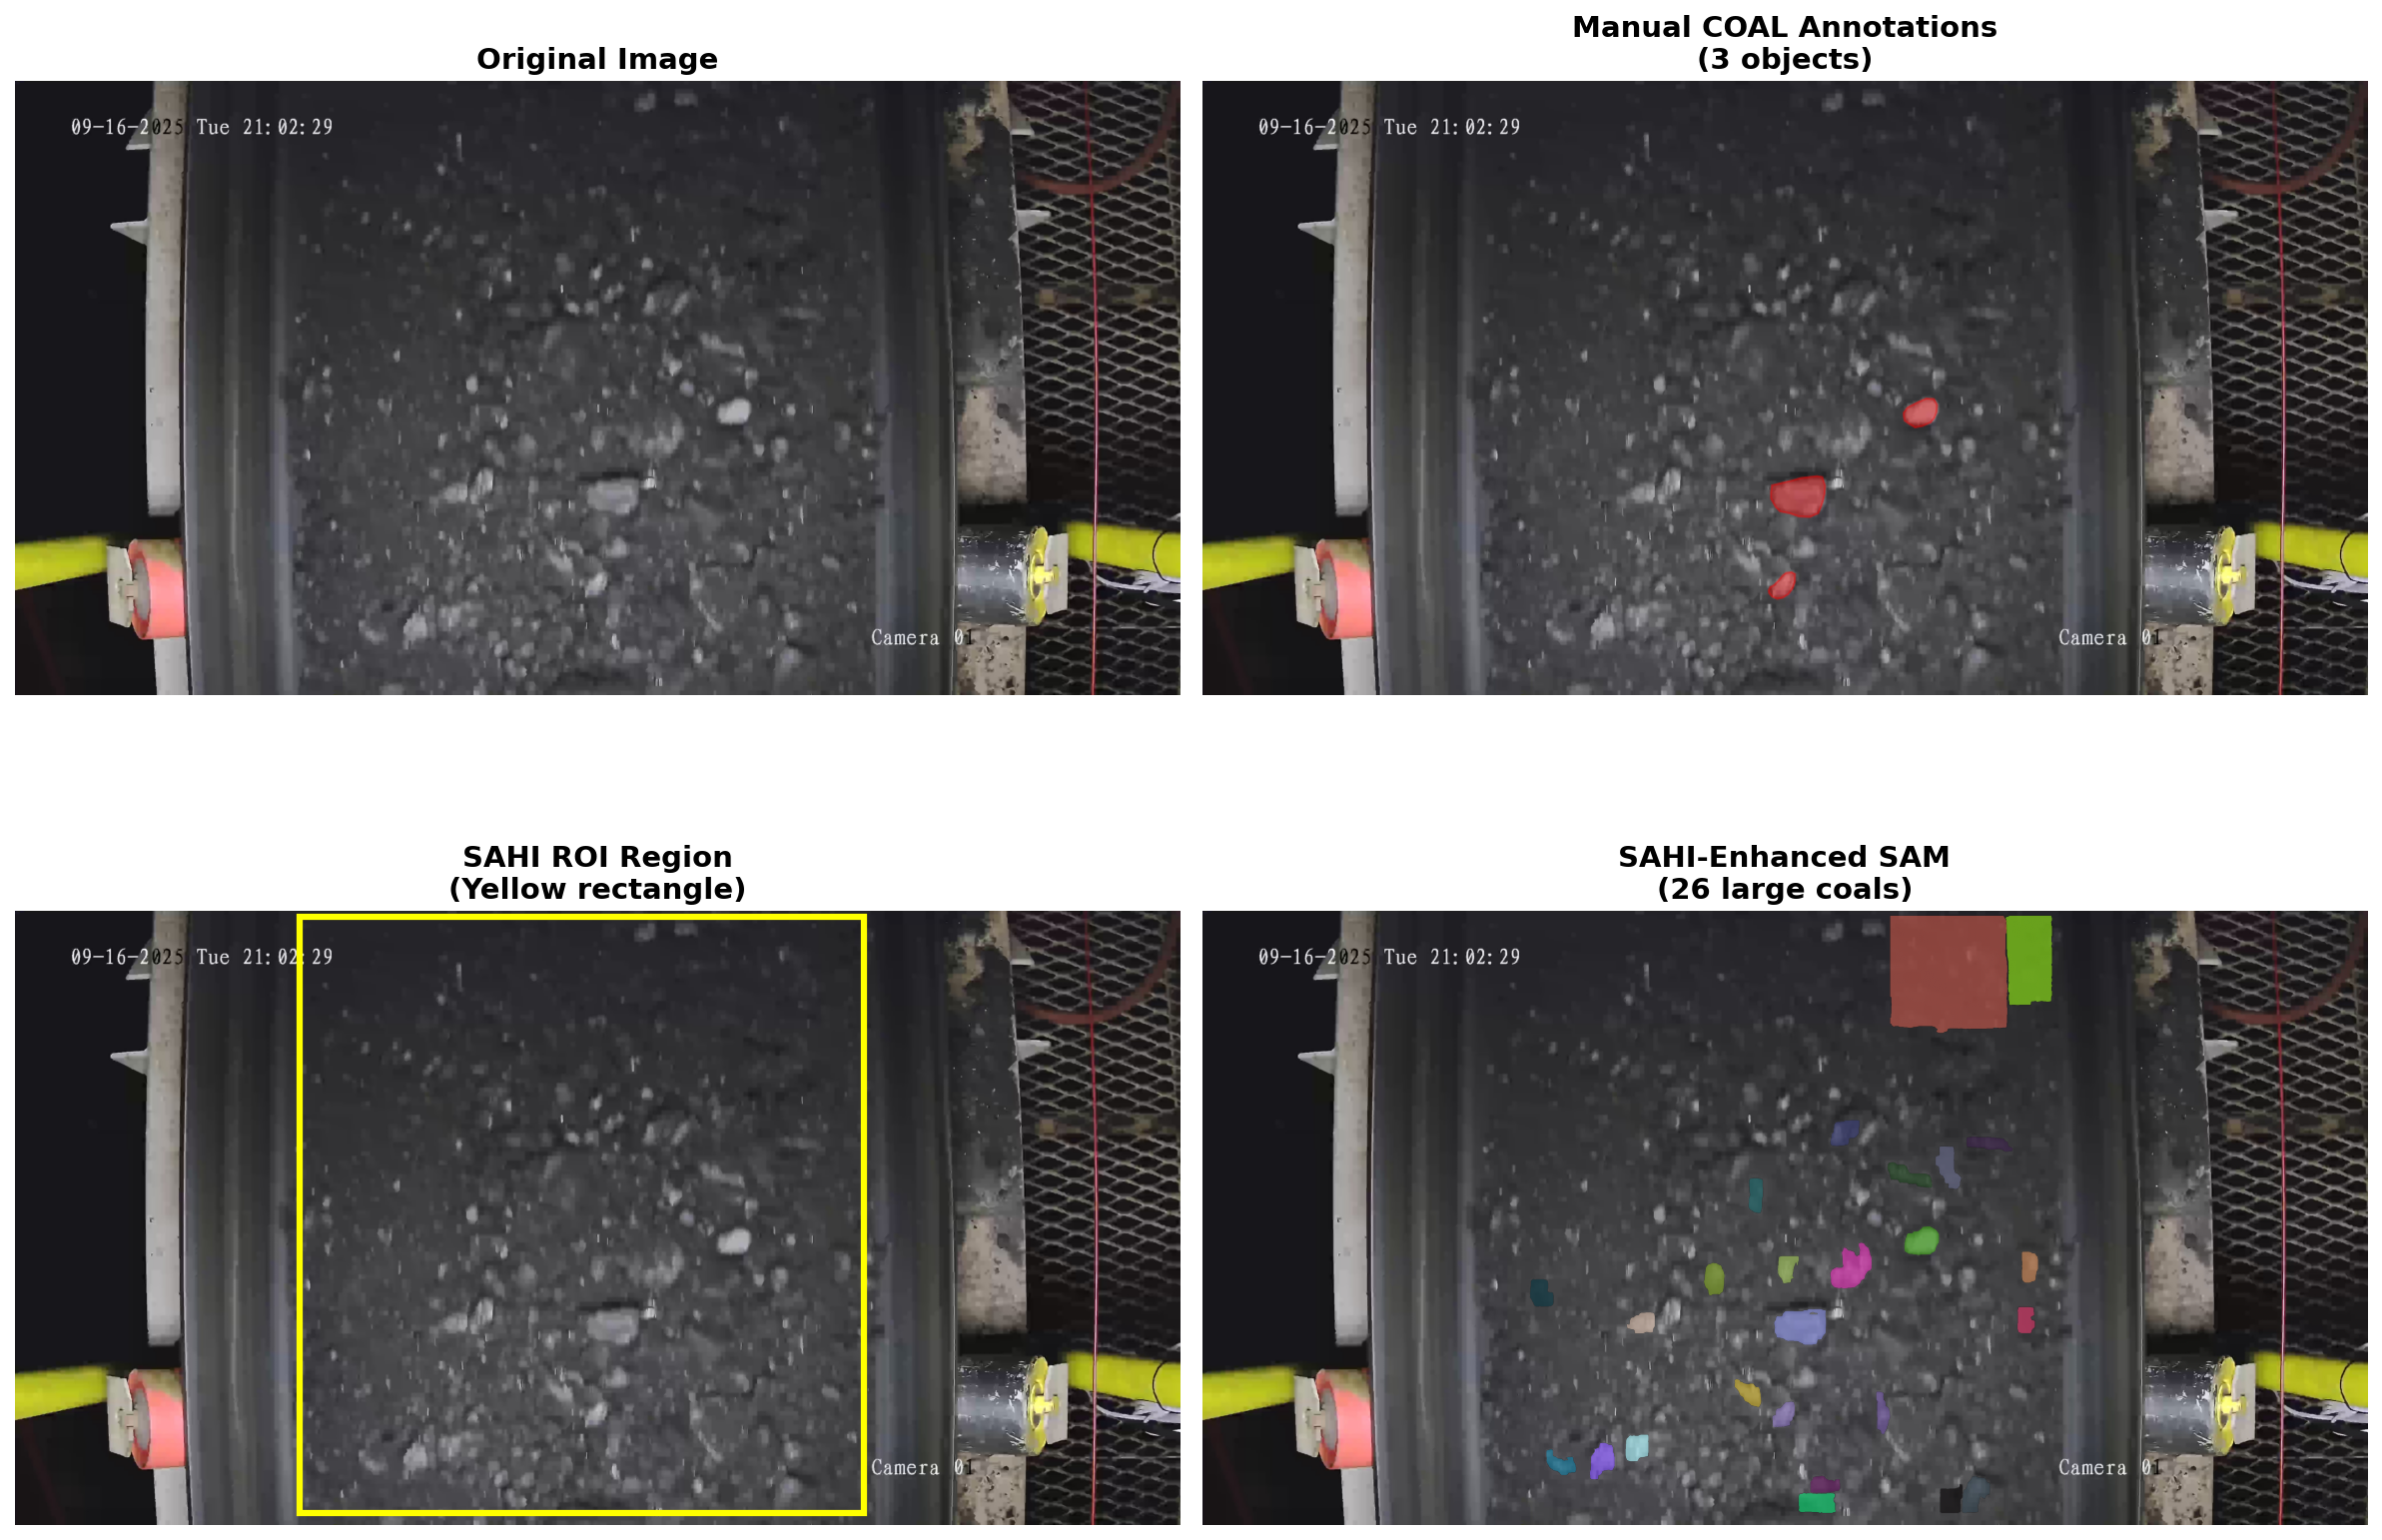 Original Image
09-16-2025 Tue 21:02:29
Camera 01
Manual COAL Annotations
(3 objects)
09-16-2025 Tue 21:02:29
Camera 01
SAHI ROI Region
(Yellow rectangle)
09-16-2025 Tue 21:02:29
Camera 01
SAHI-Enhanced SAM
(26 large coals)
09-16-2025 Tue 21:02:29
Camera 01